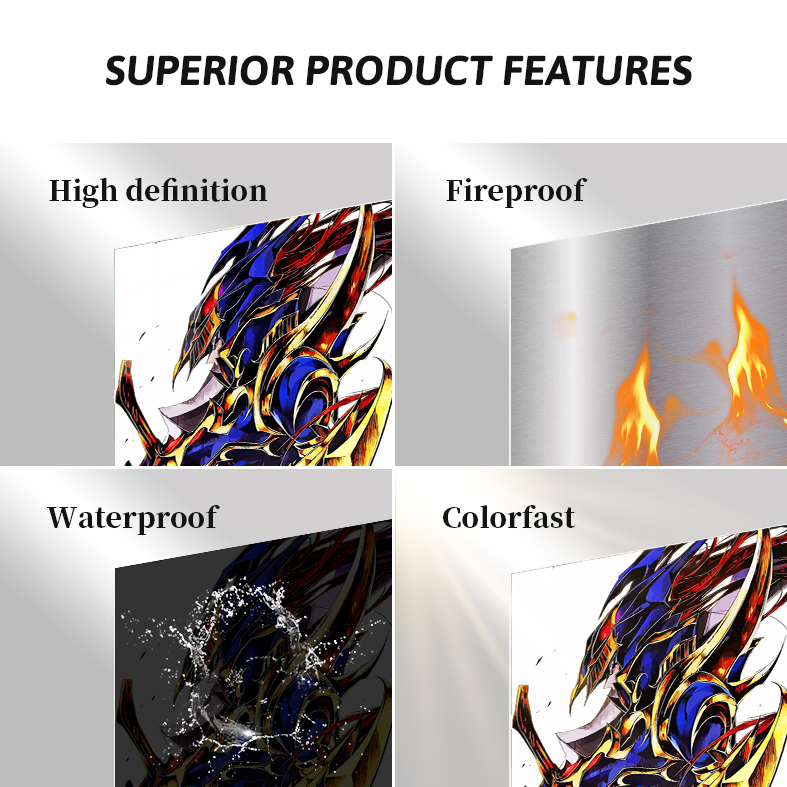 SUPERIOR PRODUCT FEATURES
High definition
Fireproof
Waterproof
Colorfast